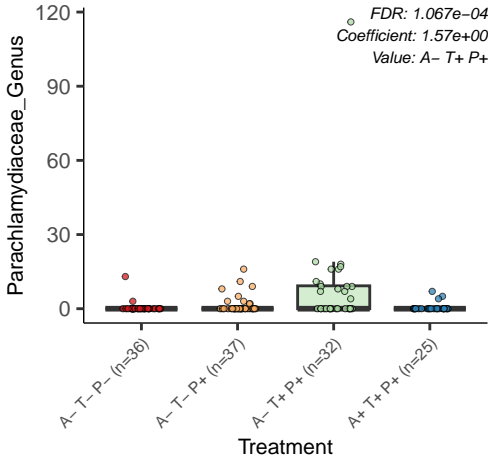 FDR: 1.067e−04
Coefficient: 1.57e+00
Value: A− T+ P+
120
90
60
30
0
Parachlamydiaceae_Genus
A− T− P− (n=36)
A− T− P+ (n=37)
A− T+ P+ (n=32)
A+ T+ P+ (n=25)
Treatment